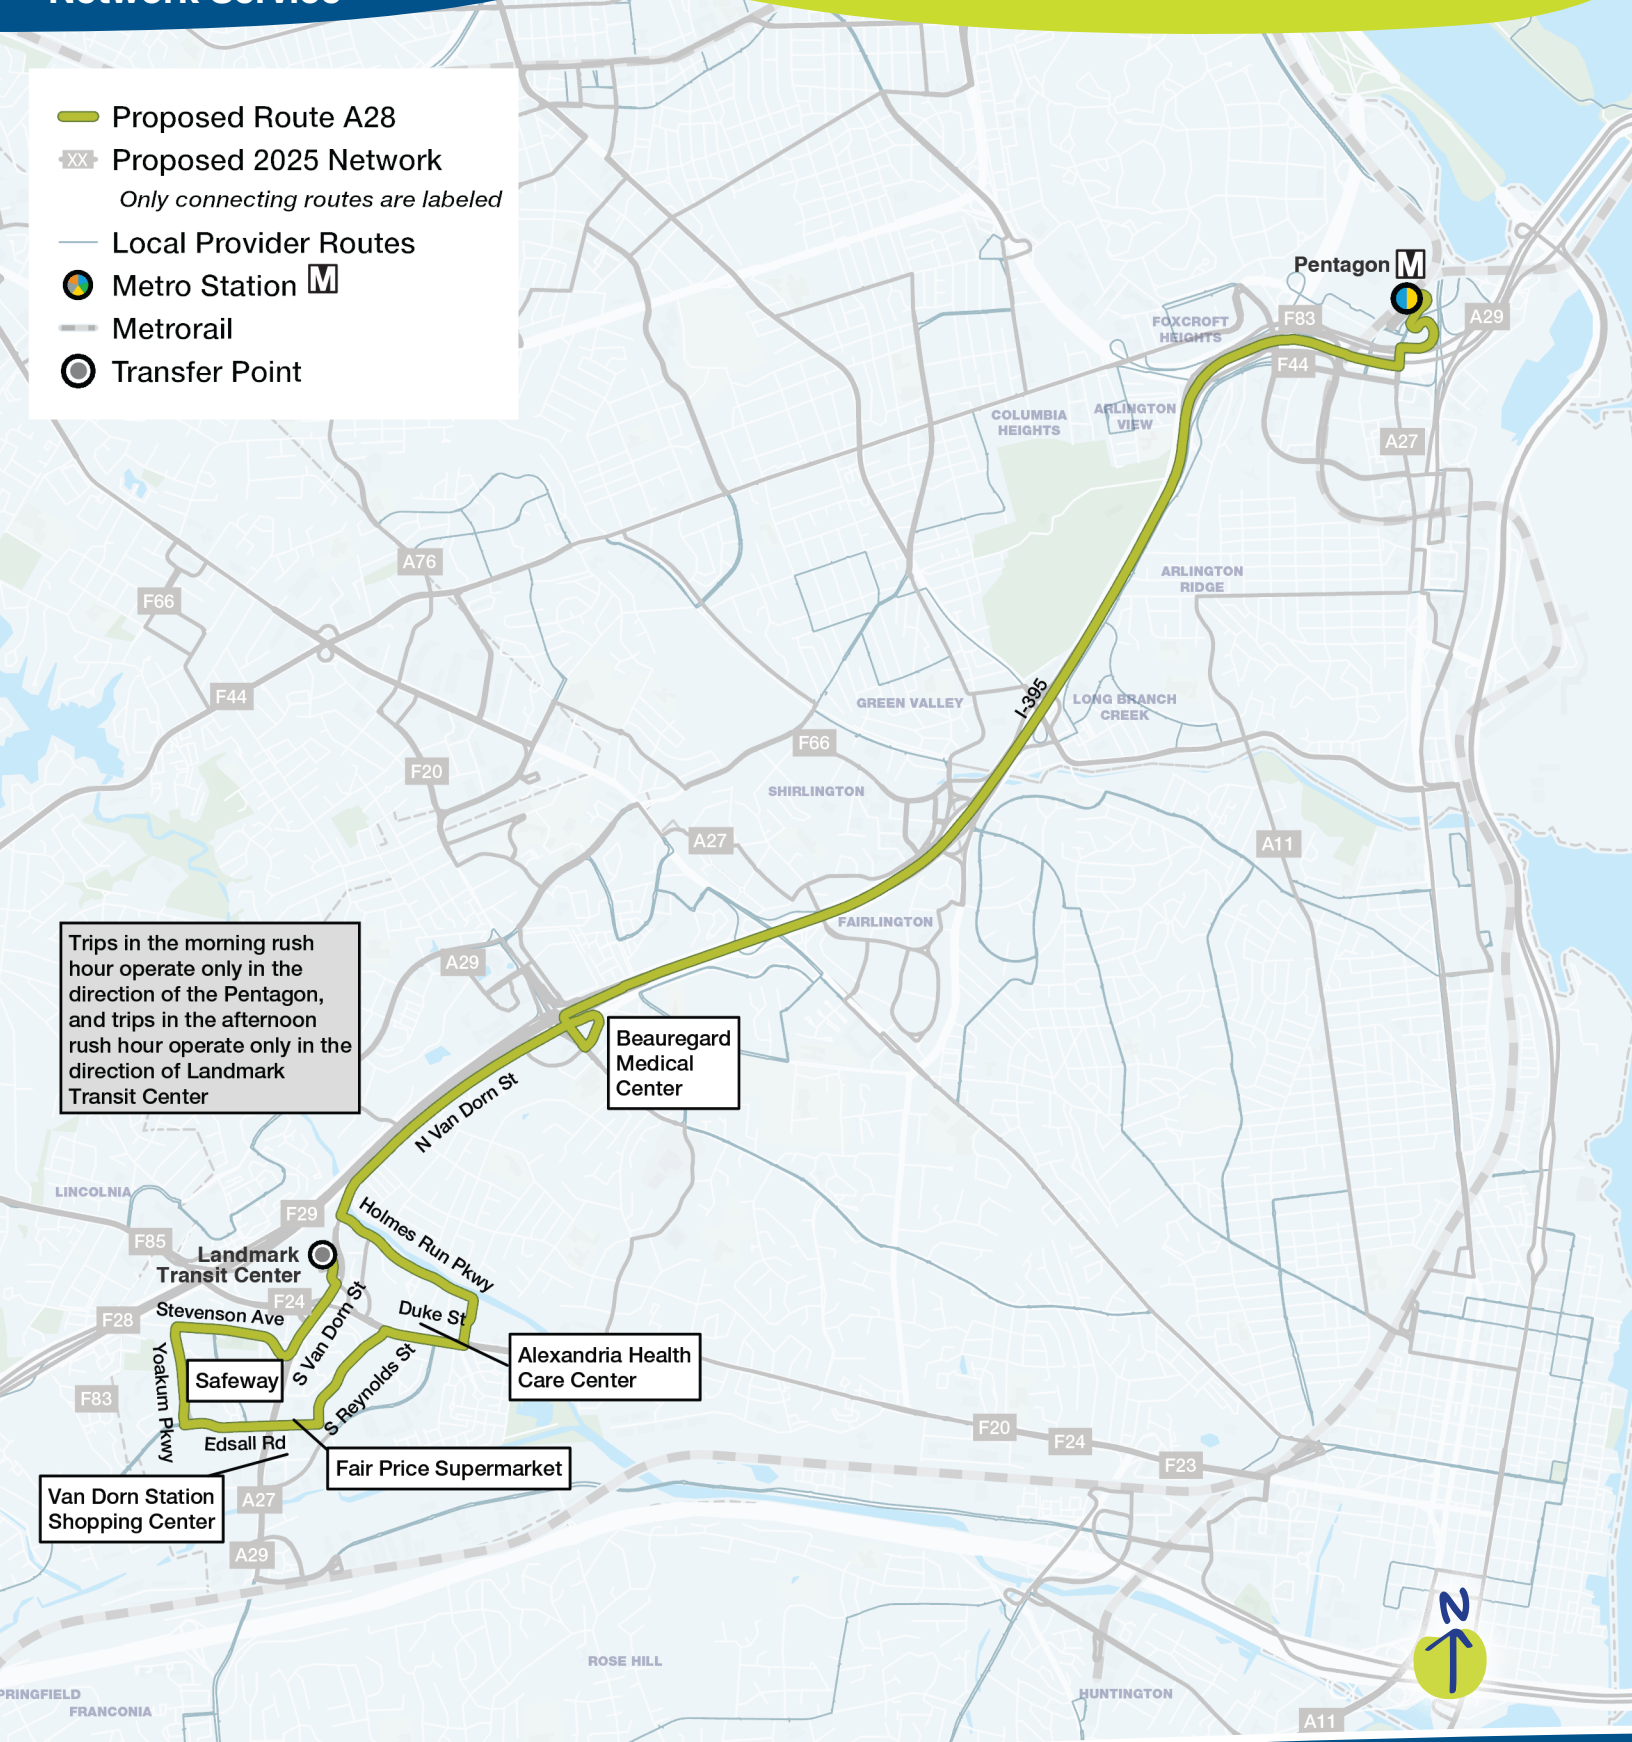 Network Service
Proposed Route A28
XX Proposed 2025 Network
Only connecting routes are labeled
Local Provider Routes
Metro Station M
Metrorail
Transfer Point
Pentagon M
F83
A29
FOXCROFT
HEIGHTS
F44
COLUMBIA
HEIGHTS
ARLINGTON
VIEW
A27
A76
F66
ARLINGTON
RIDGE
F44
I-395
GREEN VALLEY
LONG BRANCH
CREEK
F66
F20
SHIRLINGTON
A27
A11
FAIRLINGTON
Trips in the morning rush
hour operate only in the
direction of the Pentagon,
and trips in the afternoon
rush hour operate only in the
direction of Landmark
Transit Center
A29
Beauregard
Medical
Center
N Van Dorn St
LINCOLNIA
F29
Holmes Run Pkwy
F85
Landmark
Transit Center
F24
Stevenson Ave
F28
S Van Dorn St
Duke St
Yoakum Pkwy
Safeway
S Reynolds St
Alexandria Health
Care Center
F83
Edsall Rd
Fair Price Supermarket
F20
F24
F23
Van Dorn Station
Shopping Center
A27
A29
N
ROSE HILL
PRINGFIELD
FRANCONIA
HUNTINGTON
A11